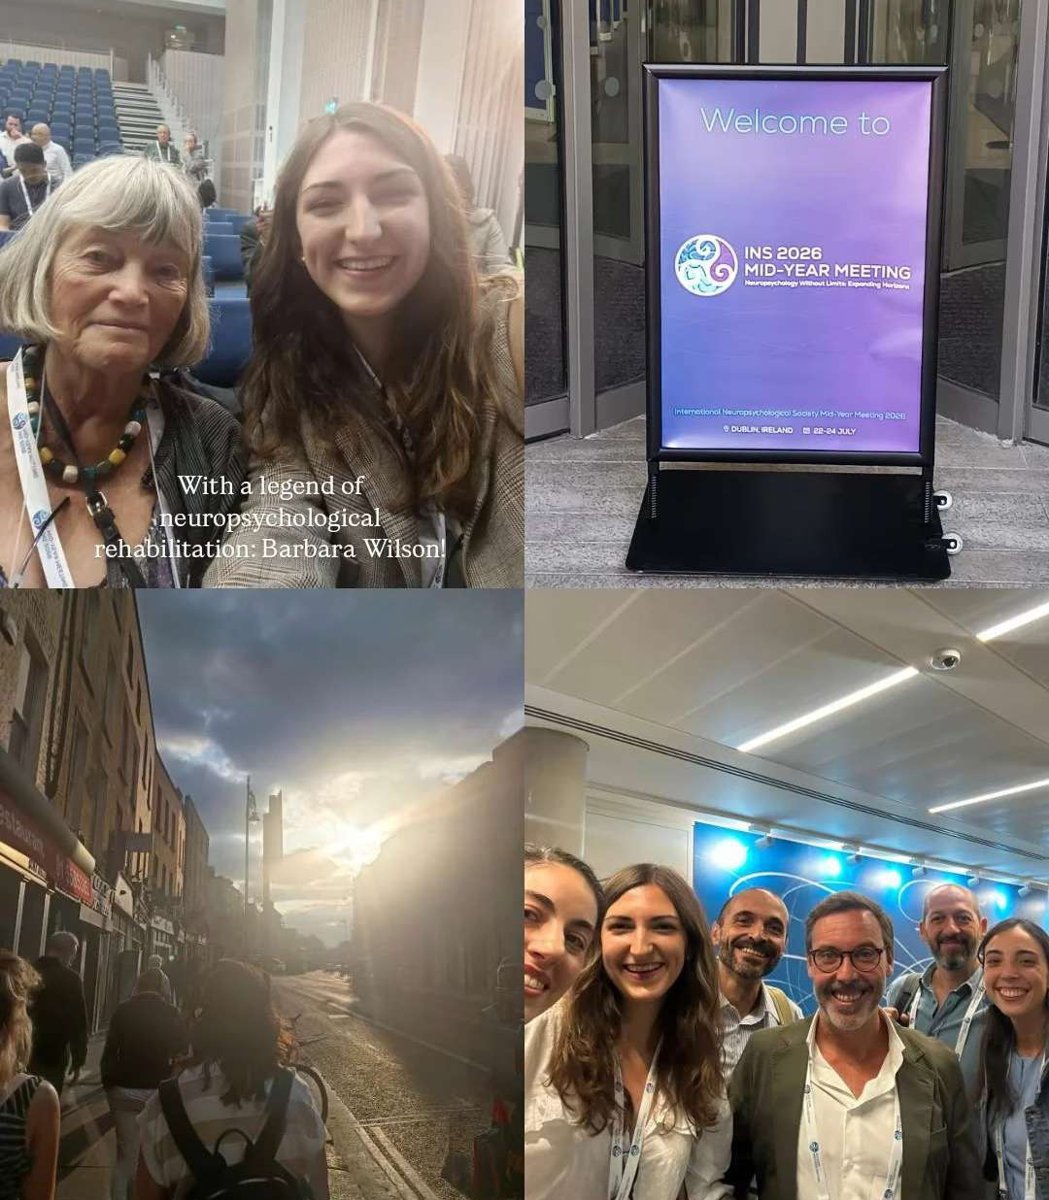 With a legend of
neuropsychological
rehabilitation: Barbara Wilson!
Welcome to
INS 2026
MID-YEAR MEETING
Neuropsychology Without Limits: Expanding Horizons
International Neuropsychological Society Mid-Year Meeting 2026
DUBLIN, IRELAND 22-24 JULY